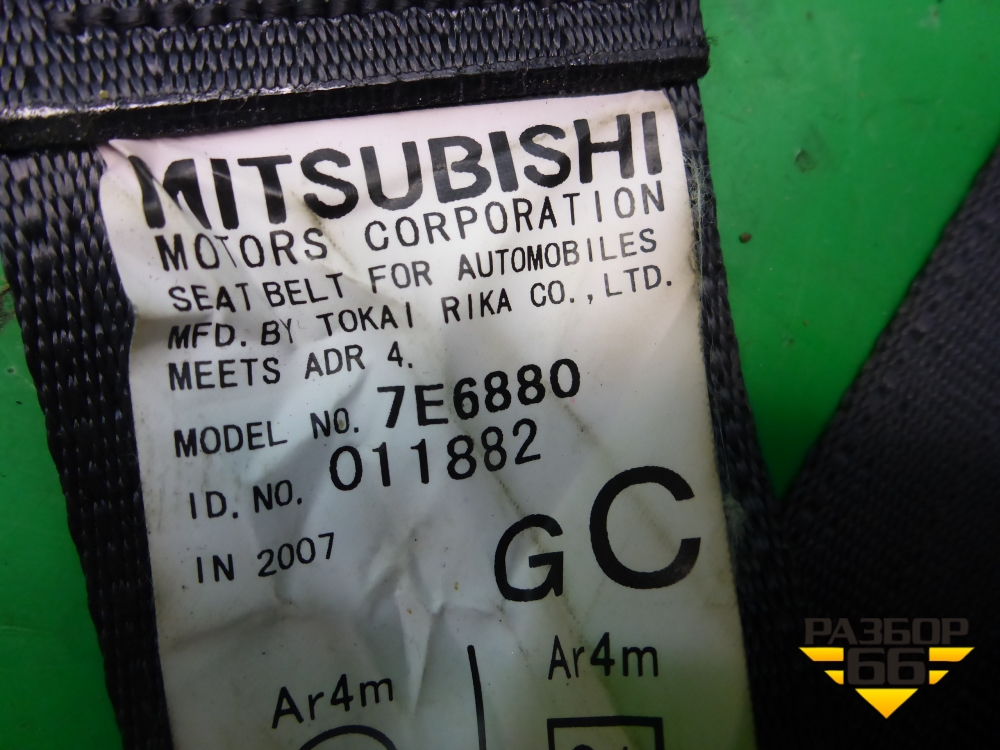 MITSUBISHI
MOTORS CORPORATION
SEAT BELT FOR AUTOMOBILES
MFD. BY TOKAI RIKA CO., LTD.
MEETS ADR 4.
MODEL NO. 7E6880
ID. NO. 011882
IN 2007
G C
Ar4m
Ar4m
РАЗБОР
66